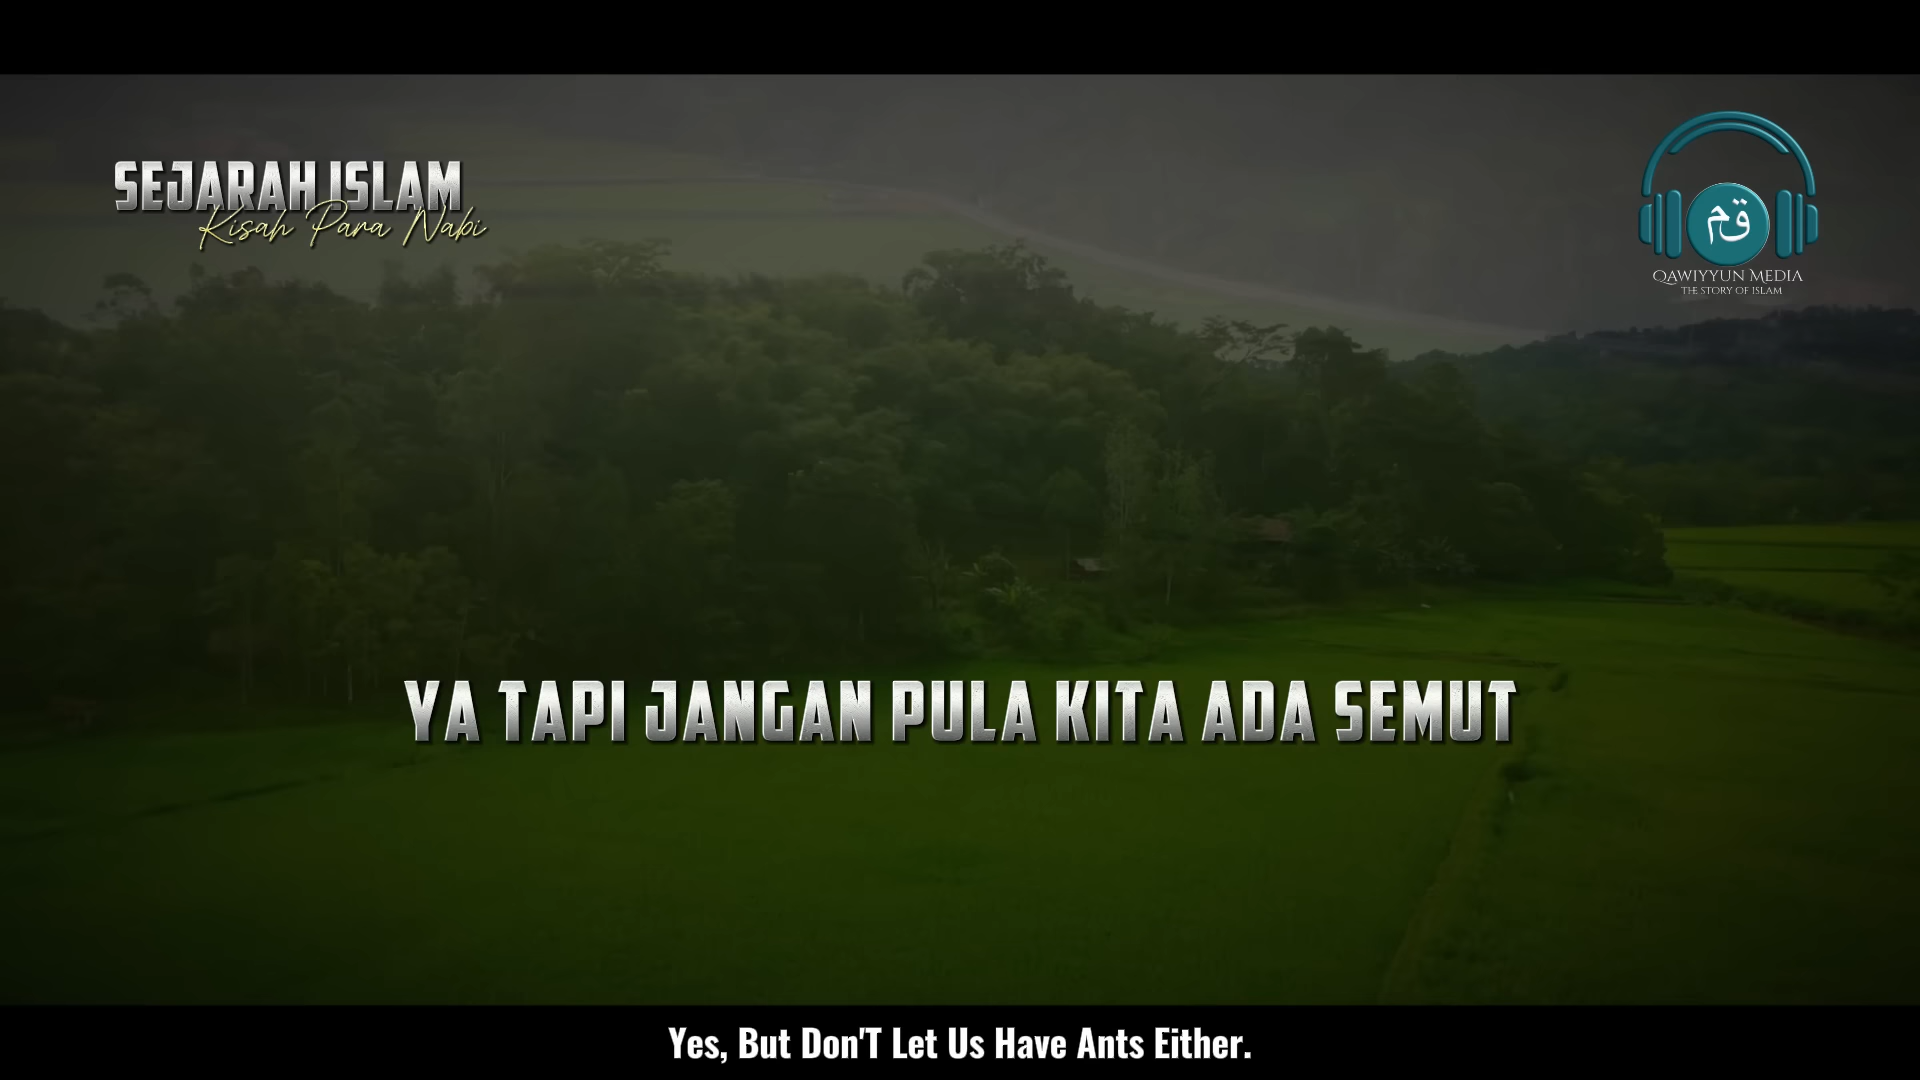 SEJARAH ISLAM
Kisah Para Nabi
قم
QAWIYYUN MEDIA
THE STORY OF ISLAM
YA TAPI JANGAN PULA KITA ADA SEMUT
Yes, But Don'T Let Us Have Ants Either.